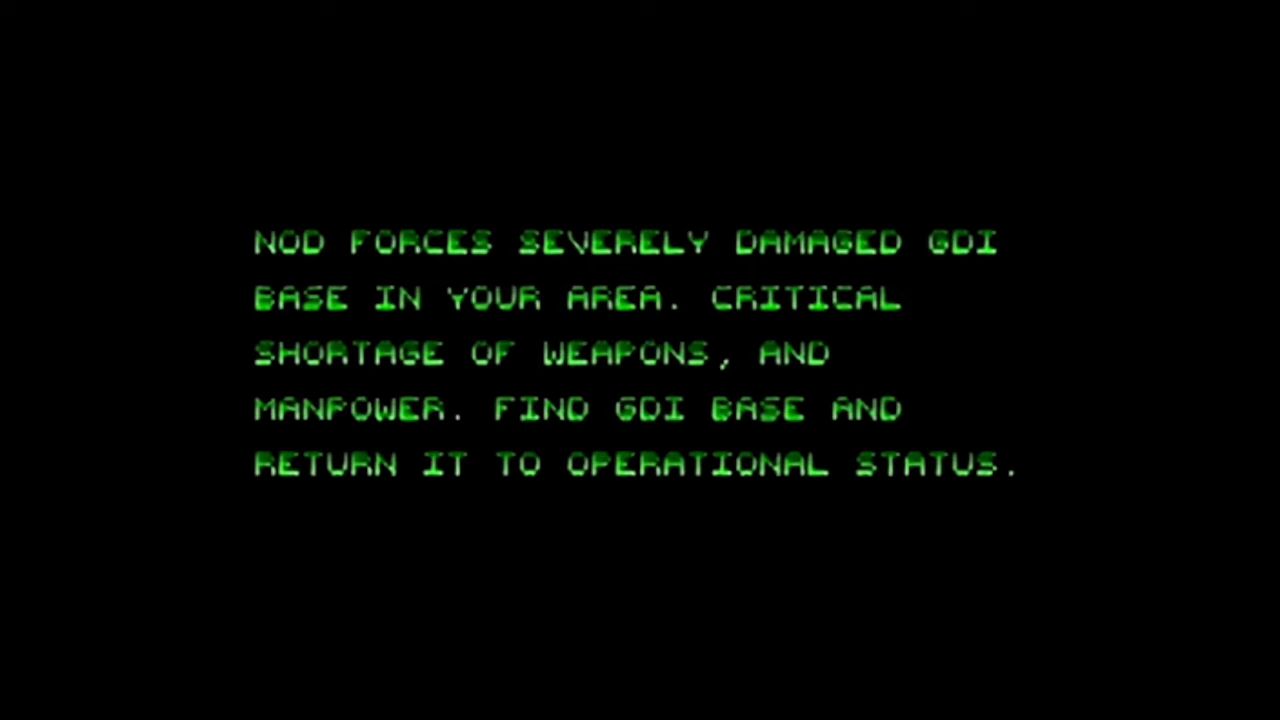 NOD FORCES SEVERELY DAMAGED GDI
BASE IN YOUR AREA. CRITICAL
SHORTAGE OF WEAPONS, AND
MANPOWER. FIND GDI BASE AND
RETURN IT TO OPERATIONAL STATUS.